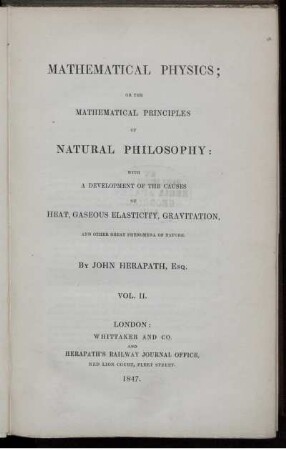 MATHEMATICAL PHYSICS;
OR THE
MATHEMATICAL PRINCIPLES
OF
NATURAL PHILOSOPHY:
WITH
A DEVELOPMENT OF THE CAUSES
OF
HEAT, GASEOUS ELASTICITY, GRAVITATION,
AND OTHER GREAT PHENOMENA OF NATURE.
BY JOHN HERAPATH, ESQ.
VOL. II.
LONDON:
WHITTAKER AND CO.
AND
HERAPATH'S RAILWAY JOURNAL OFFICE,
RED LION COURT, FLEET STREET.
1847.